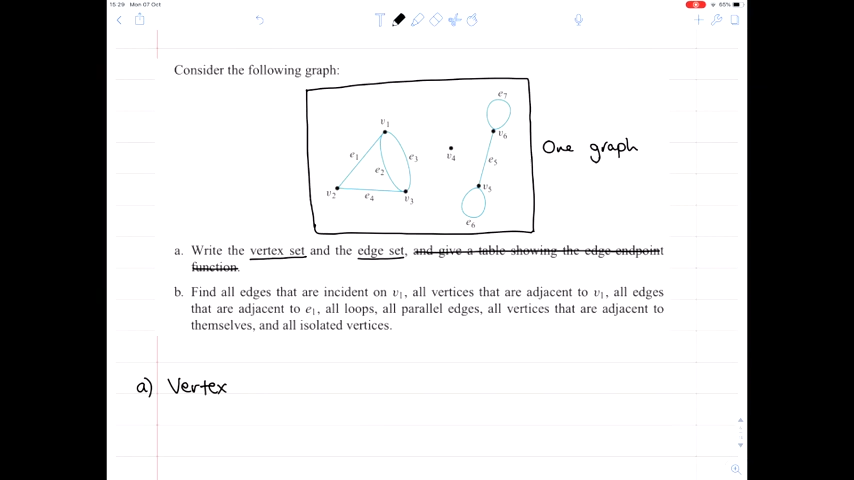 15.29 Mon 07 Oct
65%
T
Consider the following graph:
e7
v1
v6
One graph
e1
e3
v4
e2
e5
v2
e4
v3
v5
e6
a. Write the vertex set and the edge set, and give a table showing the edge-endpoint
function.
b. Find all edges that are incident on v1, all vertices that are adjacent to v1, all edges
that are adjacent to e1, all loops, all parallel edges, all vertices that are adjacent to
themselves, and all isolated vertices.
a) Vertex